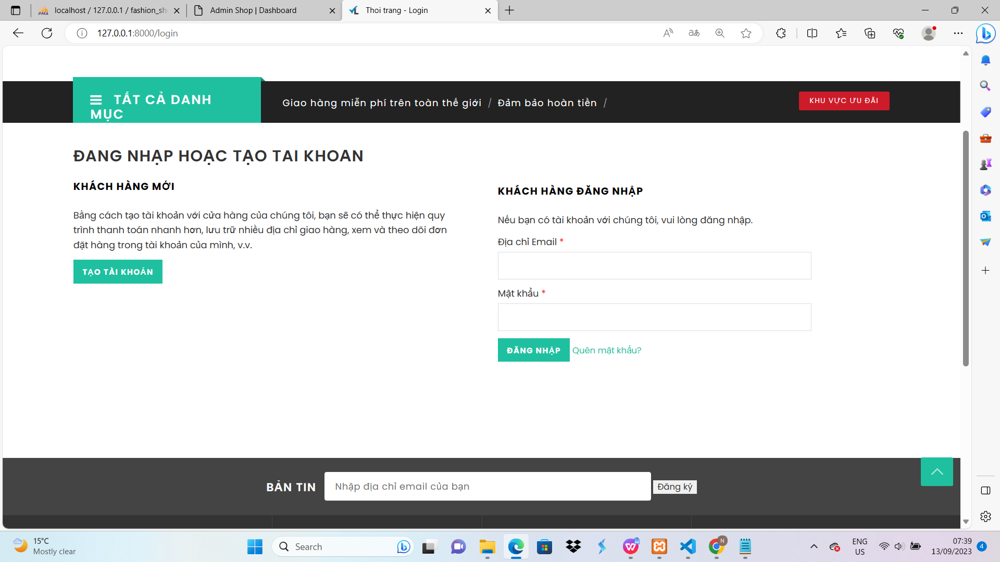 localhost / 127.0.0.1 / fashion_sh
Admin Shop | Dashboard
Thoi trang - Login
127.0.0.1:8000/login
TẤT CẢ DANH
MỤC
Giao hàng miễn phí trên toàn thế giới / Đảm bảo hoàn tiền /
KHU VỰC ƯU ĐÃI
ĐANG NHẠP HOẠC TẠO TAI KHOAN
KHÁCH HÀNG MỚI
Bằng cách tạo tài khoản với cửa hàng của chúng tôi, bạn sẽ có thể thực hiện quy
trình thanh toán nhanh hơn, lưu trữ nhiều địa chỉ giao hàng, xem và theo dõi đơn
đặt hàng trong tài khoản của mình, v.v.
TẠO TÀI KHOẢN
KHÁCH HÀNG ĐĂNG NHẬP
Nếu bạn có tài khoản với chúng tôi, vui lòng đăng nhập.
Địa chỉ Email *
Mật khẩu *
ĐĂNG NHẬP Quên mật khẩu?
BẢN TIN
Nhập địa chỉ email của bạn
Đăng ký
15°C
Mostly clear
Search
ENG
US
07:39
13/09/2023
4